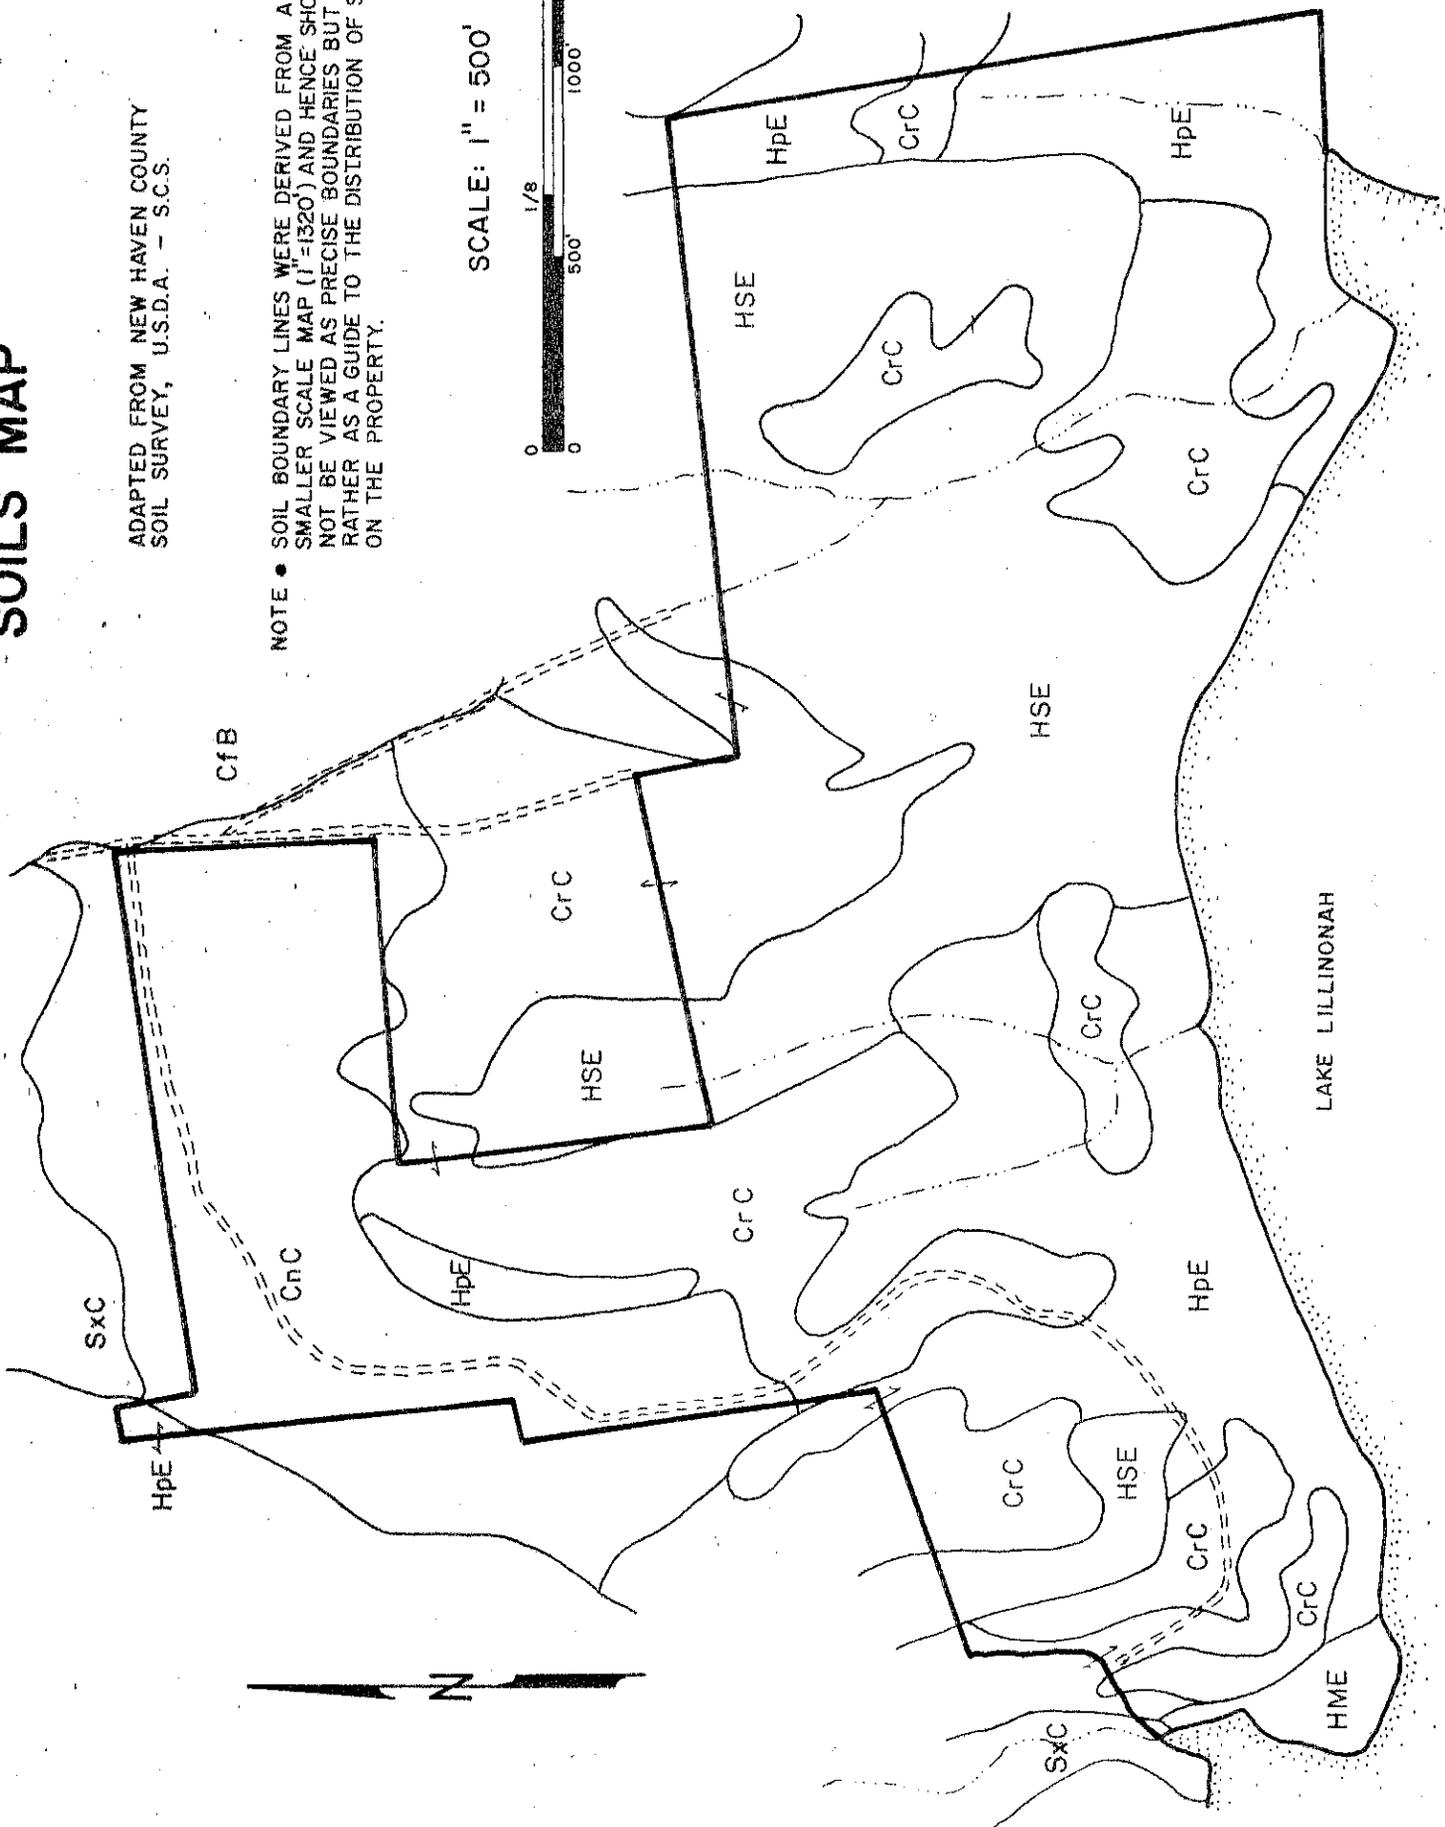 SOILS MAP
ADAPTED FROM NEW HAVEN COUNTY
SOIL SURVEY, U.S.D.A. – S.C.S.
NOTE • SOIL BOUNDARY LINES WERE DERIVED FROM A
SMALLER SCALE MAP (1"=1320') AND HENCE SHO
NOT BE VIEWED AS PRECISE BOUNDARIES BUT
RATHER AS A GUIDE TO THE DISTRIBUTION OF S
ON THE PROPERTY.
SCALE: 1" = 500'
0
1/8
0
500'
1000'
HpE
CrC
HpE
HSE
CrC
CrC
HSE
CfB
CrC
HSE
CrC
LAKE LILLINONAH
SxC
CnC
HpE
CrC
HpE
HpE
CrC
HSE
CrC
CrC
HME
SxC
N